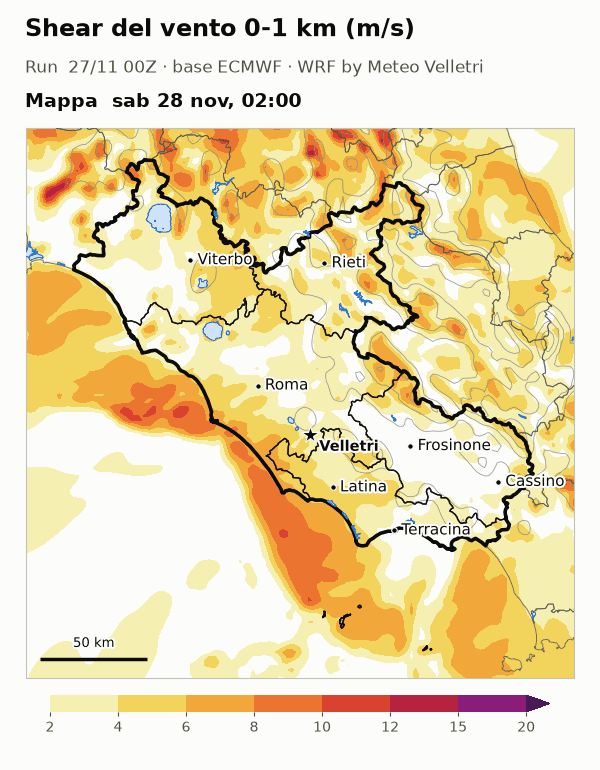 Shear del vento 0-1 km (m/s)
Run  27/11 00Z · base ECMWF · WRF by Meteo Velletri
Mappa  sab 28 nov, 02:00
Viterbo
Rieti
Roma
Velletri
Frosinone
Cassino
Latina
Terracina
50 km
2 4 6 8 10 12 15 20